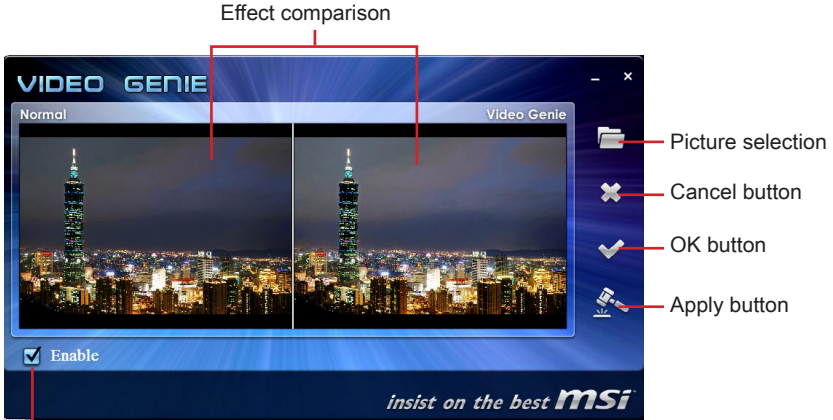 Effect comparison
VIDEO GENIE
Normal
Video Genie
Picture selection
Cancel button
OK button
Apply button
Enable
insist on the best msi